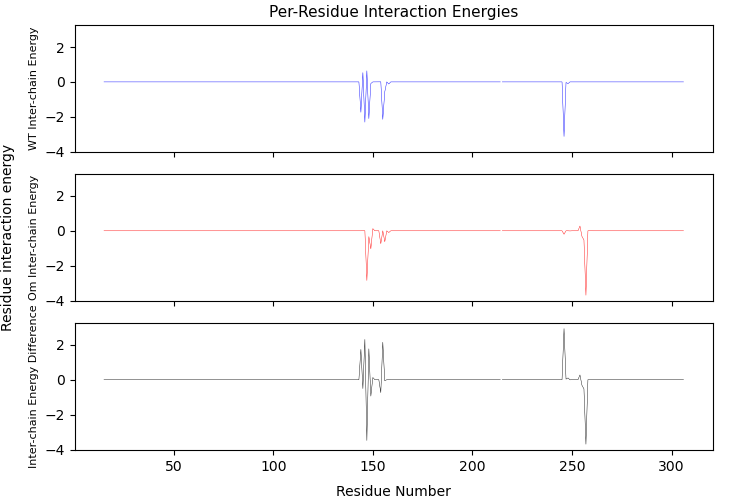 Per-Residue Interaction Energies
Residue interaction energy
WT Inter-chain Energy
2
0
−2
−4
Om Inter-chain Energy
2
0
−2
−4
Inter-chain Energy Difference
2
0
−2
−4
50 100 150 200 250 300
Residue Number